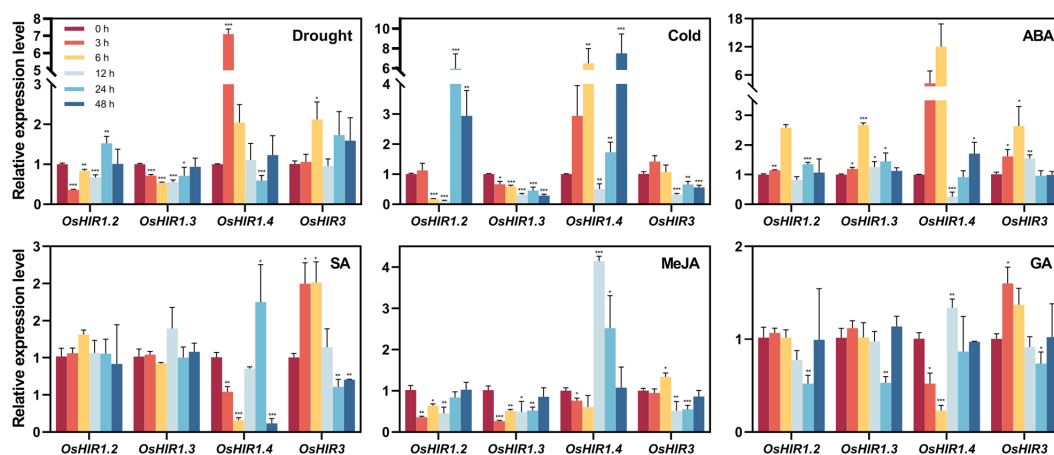 Drought
8
7
6
5
3
2
1
0
0 h
3 h
6 h
12 h
24 h
48 h
Relative expression level
OsHIR1.2 OsHIR1.3 OsHIR1.4 OsHIR3
*** ** *** ** ** *** *** *** * *** ** *
Cold
10
8
6
4
3
2
1
0
OsHIR1.2 OsHIR1.3 OsHIR1.4 OsHIR3
ABA
18
12
6
3
2
1
0
OsHIR1.2 OsHIR1.3 OsHIR1.4 OsHIR3
SA
3
2
2
1
1
0
Relative expression level
OsHIR1.2 OsHIR1.3 OsHIR1.4 OsHIR3
MeJA
4
3
2
1
0
OsHIR1.2 OsHIR1.3 OsHIR1.4 OsHIR3
GA
2
1
0
OsHIR1.2 OsHIR1.3 OsHIR1.4 OsHIR3